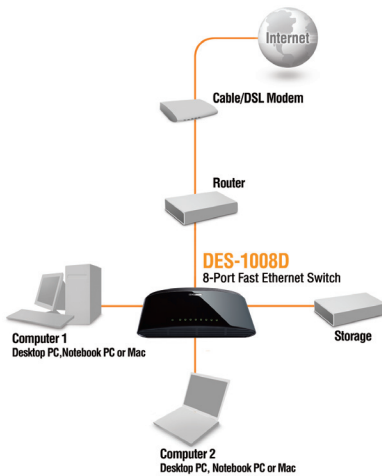 Internet
Cable/DSL Modem
Router
DES-1008D
8-Port Fast Ethernet Switch
Computer 1
Desktop PC,Notebook PC or Mac
Storage
Computer 2
Desktop PC, Notebook PC or Mac